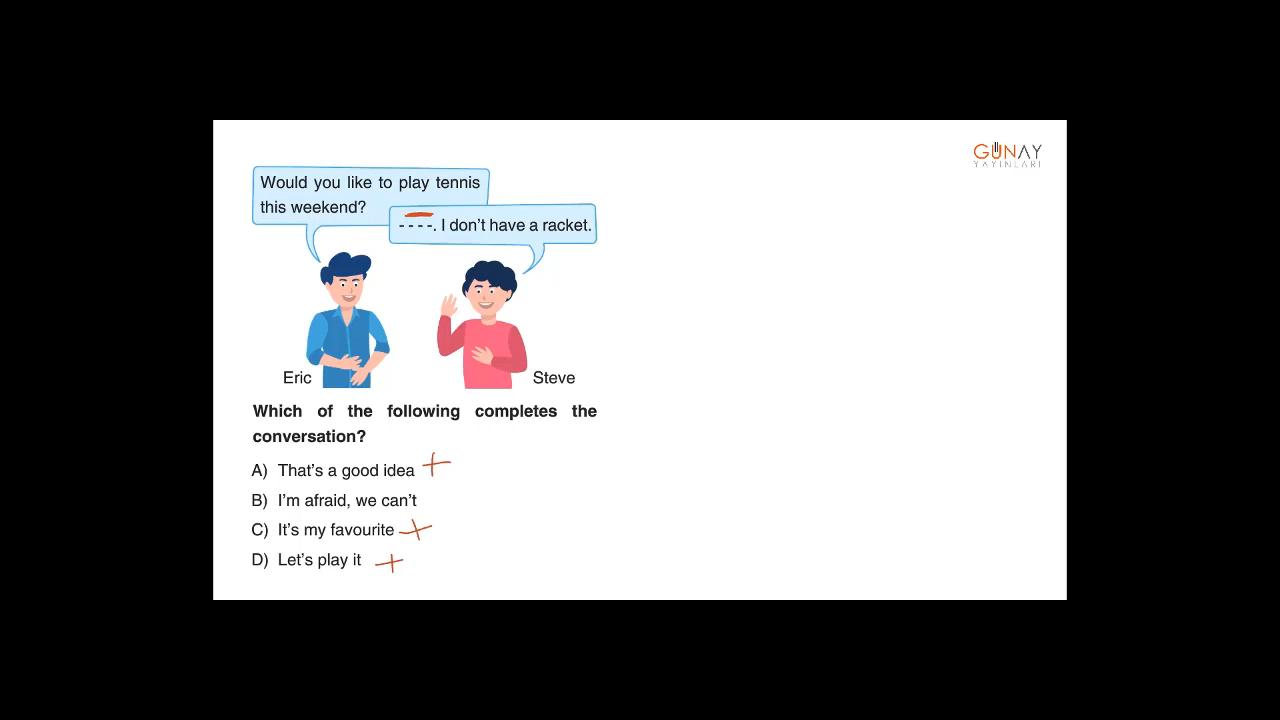 GÜNAY
YAYINLARI
Would you like to play tennis
this weekend?
----. I don't have a racket.
Eric
Steve
Which of the following completes the
conversation?
A) That's a good idea
B) I'm afraid, we can't
C) It's my favourite
D) Let's play it